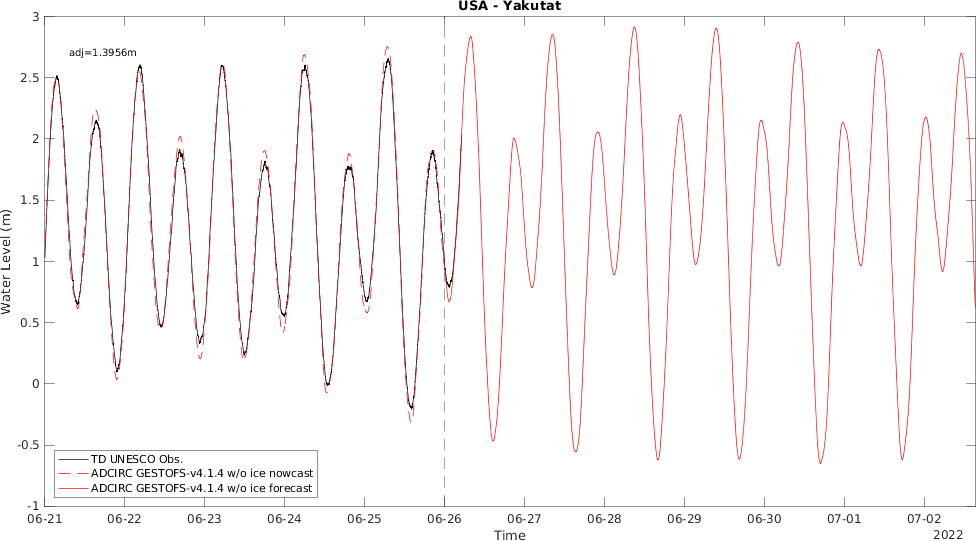 USA - Yakutat
adj=1.3956m
3
2.5
2
1.5
1
0.5
0
-0.5
-1
Water Level (m)
TD UNESCO Obs.
ADCIRC GESTOFS-v4.1.4 w/o ice nowcast
ADCIRC GESTOFS-v4.1.4 w/o ice forecast
06-21 06-22 06-23 06-24 06-25 06-26 06-27 06-28 06-29 06-30 07-01 07-02
Time
2022